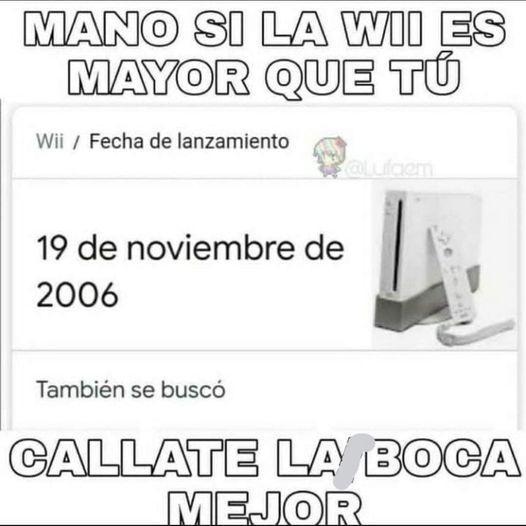 MANO SI LA WII ES
MAYOR QUE TÚ
Wii / Fecha de lanzamiento
@Lufaem
19 de noviembre de
2006
También se buscó
CALLATE LA BOCA
MEJOR